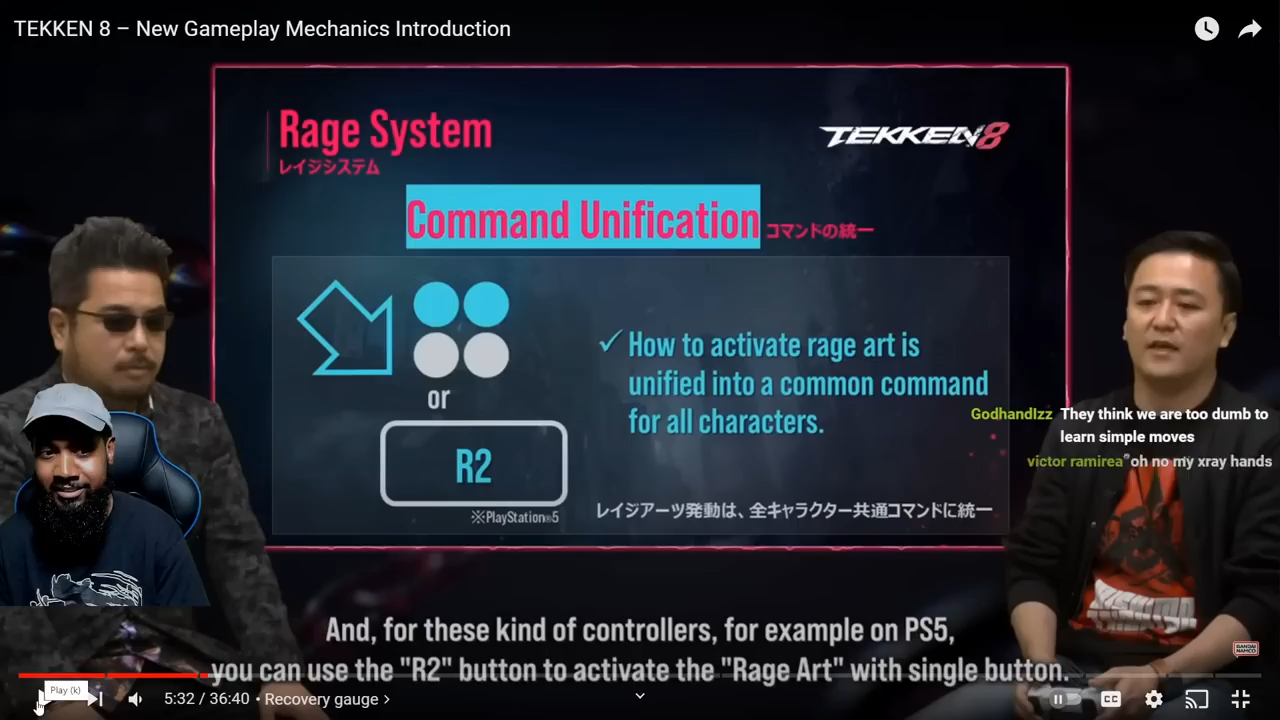 TEKKEN 8 – New Gameplay Mechanics Introduction
Rage System
レイジシステム
TEKKEN 8
Command Unification コマンドの統一
or
R2
※PlayStation®5
✓ How to activate rage art is
unified into a common command
for all characters.
レイジアーツ発動は、全キャラクター共通コマンドに統一
GodhandIzz They think we are too dumb to
learn simple moves
victor ramirea oh no my xray hands
And, for these kind of controllers, for example on PS5,
you can use the "R2" button to activate the "Rage Art" with single button.
BANDAI
NAMCO
Play (k)
5:32 / 36:40 • Recovery gauge >
CC